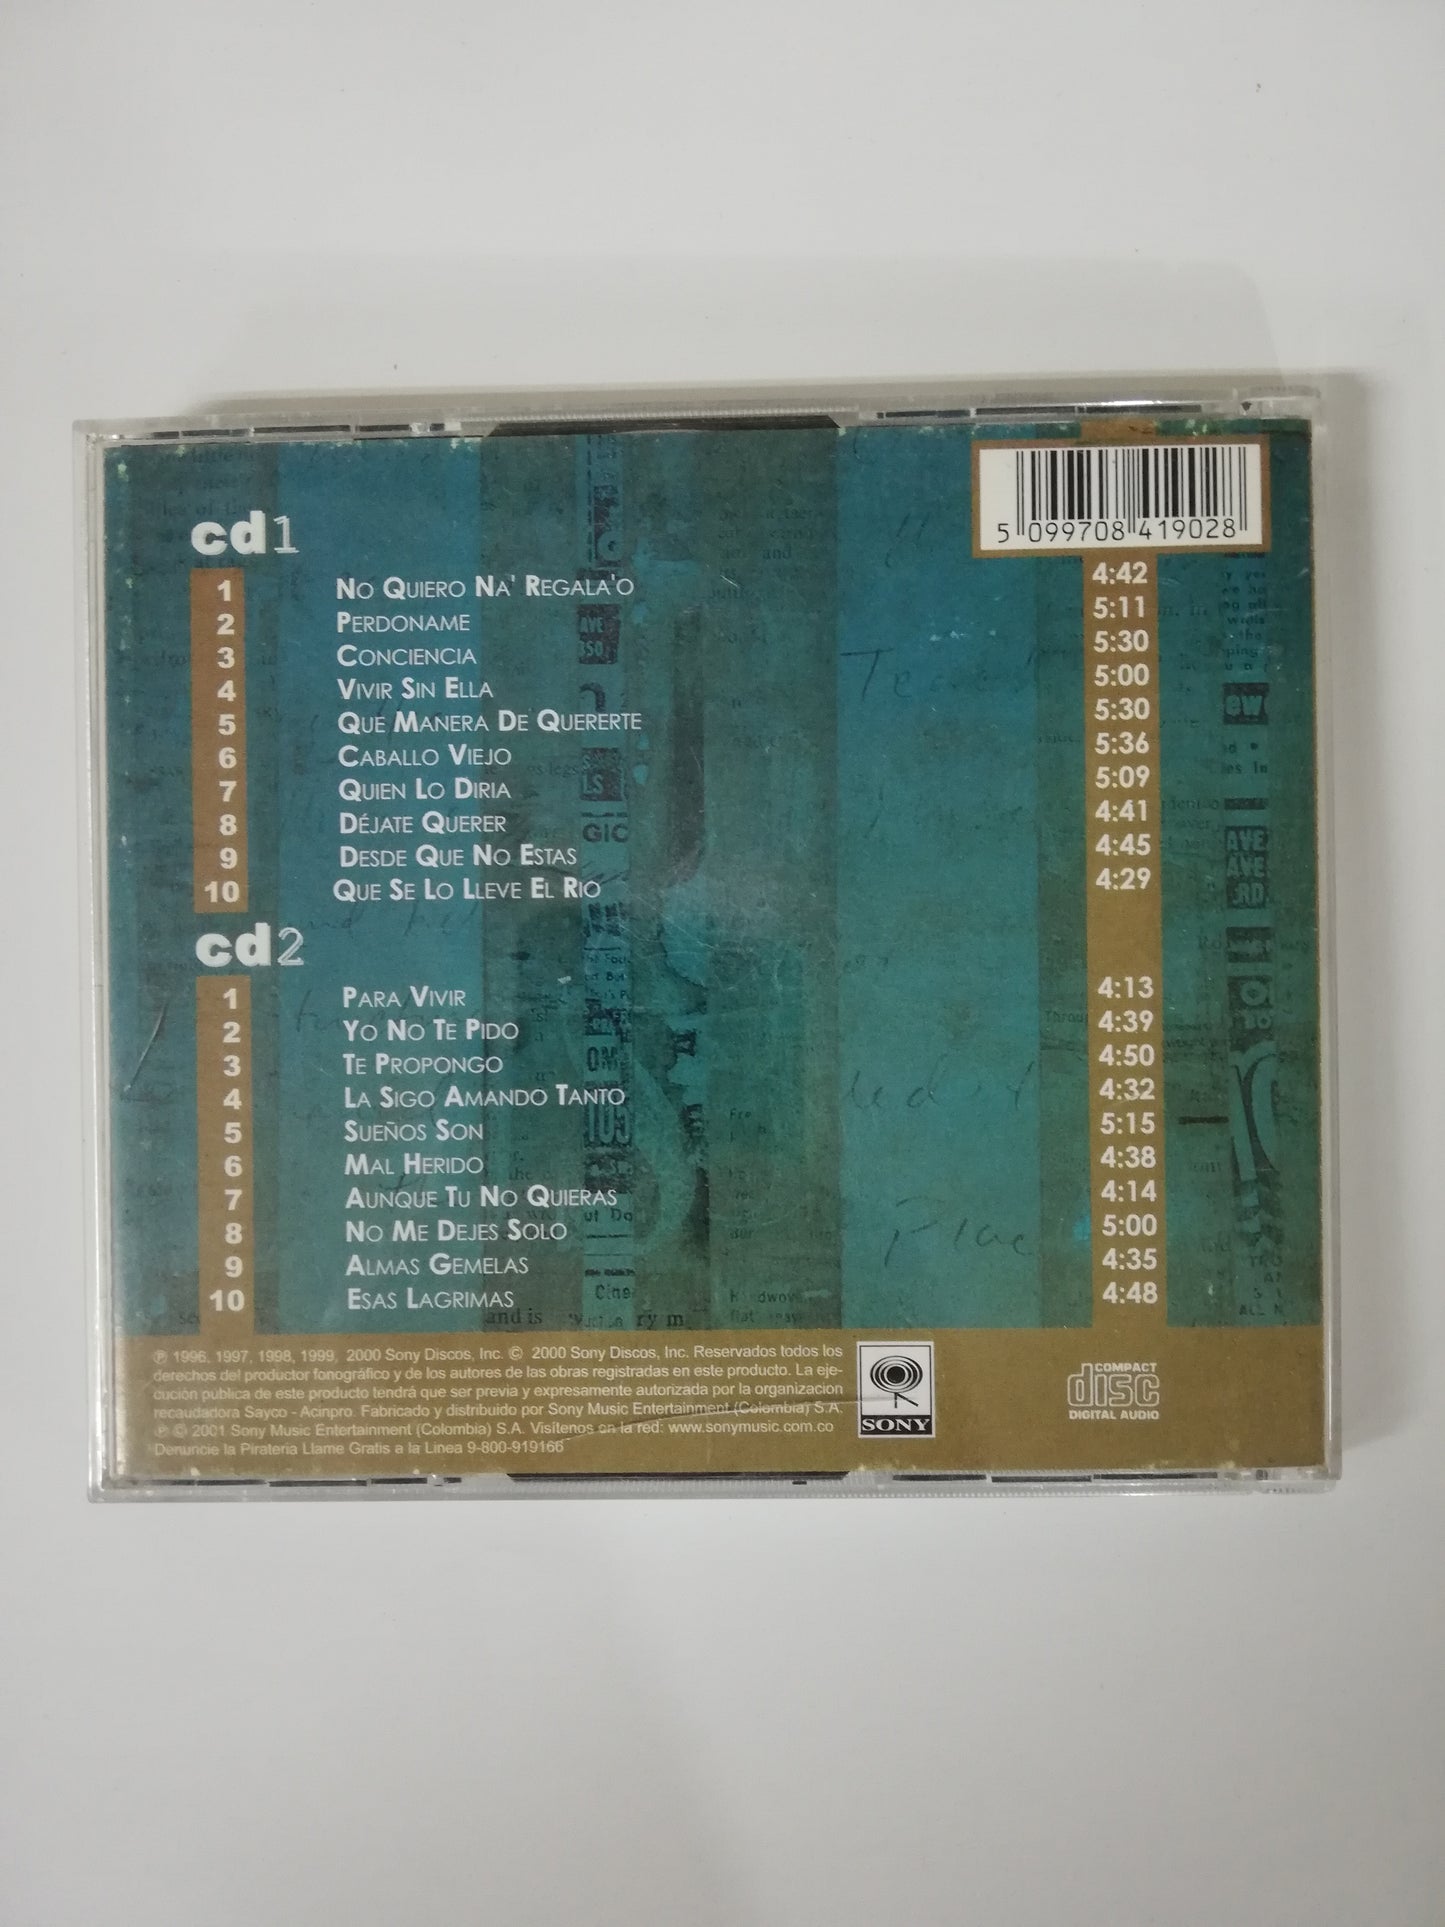 5 099708 419028
cd1
1 No Quiero Na' Regala'o 4:42
2 Perdoname 5:11
3 Conciencia 5:30
4 Vivir Sin Ella 5:00
5 Que Manera De Quererte 5:30
6 Caballo Viejo 5:36
7 Quien Lo Diria 5:09
8 Déjate Querer 4:41
9 Desde Que No Estas 4:45
10 Que Se Lo Lleve El Rio 4:29
cd2
1 Para Vivir 4:13
2 Yo No Te Pido 4:39
3 Te Propongo 4:50
4 La Sigo Amando Tanto 4:32
5 Sueños Son 5:15
6 Mal Herido 4:38
7 Aunque Tu No Quieras 4:14
8 No Me Dejes Solo 5:00
9 Almas Gemelas 4:35
10 Esas Lagrimas 4:48
℗ 1996, 1997, 1998, 1999, 2000 Sony Discos, Inc. © 2000 Sony Discos, Inc. Reservados todos los
derechos del productor fonográfico y de los autores de las obras registradas en este producto. La eje-
cución publica de este producto tendrá que ser previa y expresamente autorizada por la organizacion
recaudadora Sayco - Acinpro. Fabricado y distribuido por Sony Music Entertainment (Colombia) S.A.
℗ © 2001 Sony Music Entertainment (Colombia) S.A. Visítenos en la red: www.sonymusic.com.co
Denuncie la Pirateria Llame Gratis a la Linea 9-800-919166
SONY
COMPACT
disc
DIGITAL AUDIO